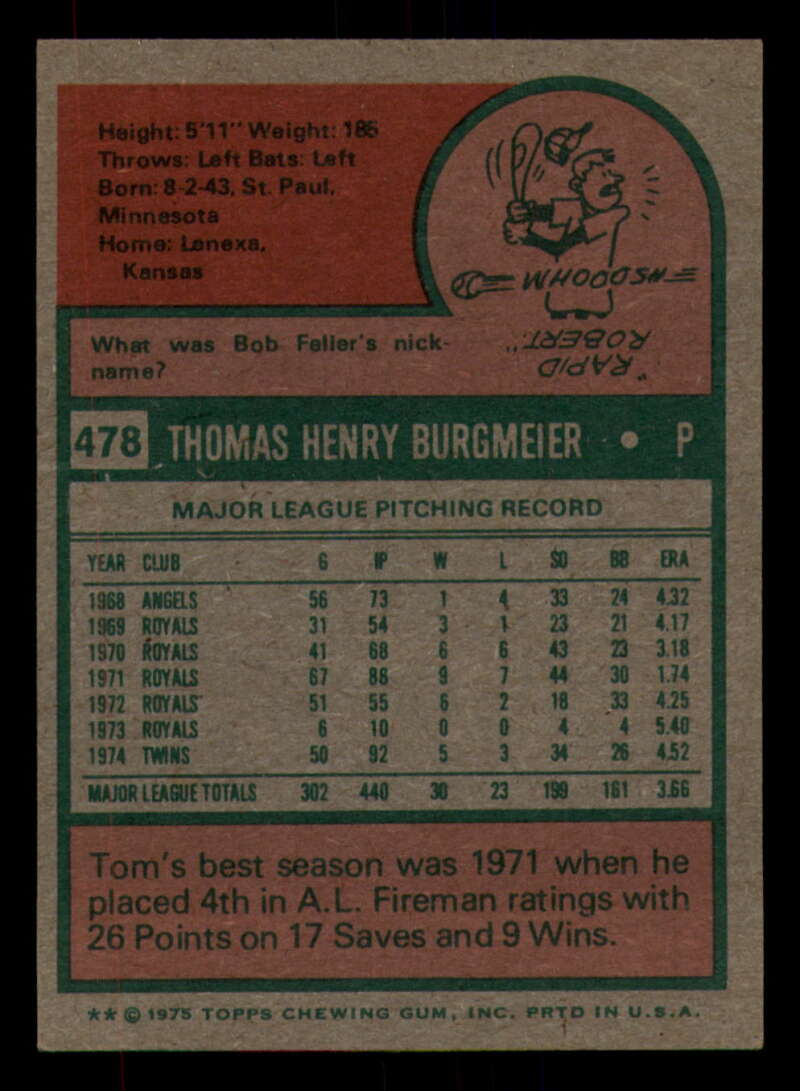 Height: 5'11" Weight: 185
Throws: Left Bats: Left
Born: 8-2-43, St. Paul,
Minnesota
Home: Lenexa,
Kansas
WHOOOSH
What was Bob Feller's nick-
name?
"RAPID
ROBERT."
478 THOMAS HENRY BURGMEIER • P
MAJOR LEAGUE PITCHING RECORD
YEAR CLUB G IP W L SO BB ERA
1968 ANGELS 56 73 1 4 33 24 4.32
1969 ROYALS 31 54 3 1 23 21 4.17
1970 ROYALS 41 68 6 6 43 23 3.18
1971 ROYALS 67 88 9 7 44 30 1.74
1972 ROYALS 51 55 6 2 18 33 4.25
1973 ROYALS 6 10 0 0 4 4 5.40
1974 TWINS 50 92 5 3 34 26 4.52
MAJOR LEAGUE TOTALS 302 440 30 23 199 161 3.66
Tom's best season was 1971 when he
placed 4th in A.L. Fireman ratings with
26 Points on 17 Saves and 9 Wins.
** © 1975 TOPPS CHEWING GUM, INC. PRTD IN U.S.A.